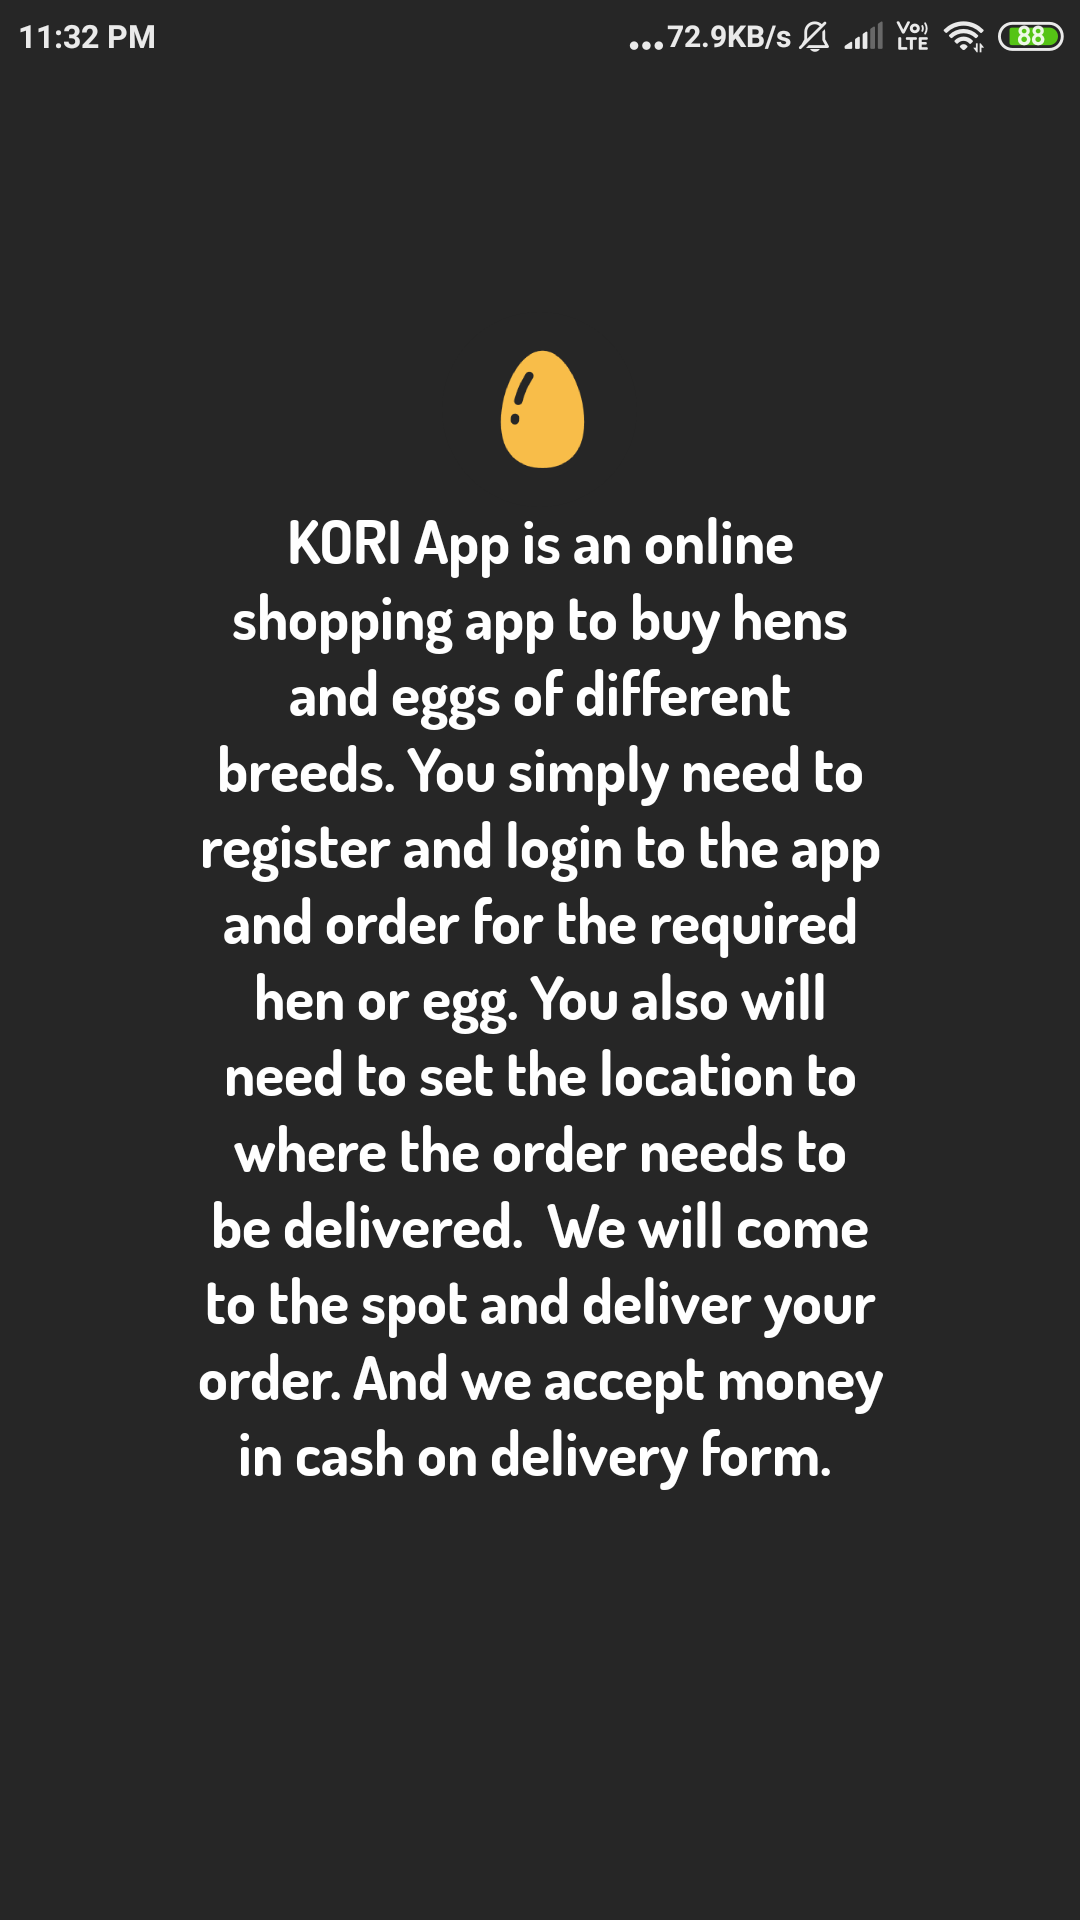 11:32 PM ...72.9KB/s Vo LTE 88
KORI App is an online
shopping app to buy hens
and eggs of different
breeds. You simply need to
register and login to the app
and order for the required
hen or egg. You also will
need to set the location to
where the order needs to
be delivered.  We will come
to the spot and deliver your
order. And we accept money
in cash on delivery form.